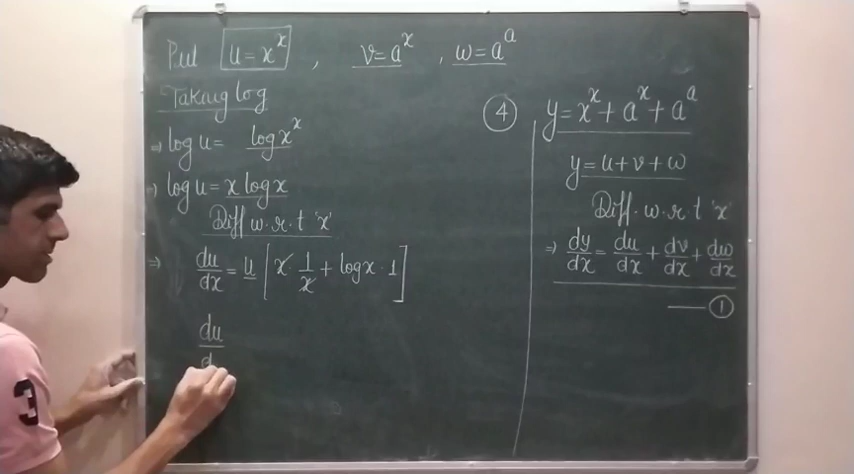 Put u = x^x , v = a^x , w = a^a
Taking log
⇒ log u = log x^x
⇒ log u = x log x
Diff w.r.t 'x'
⇒ du/dx = u [ x · 1/x + log x · 1 ]
du
d
④ y = x^x + a^x + a^a
y = u + v + w
Diff. w.r.t 'x'
⇒ dy/dx = du/dx + dv/dx + dw/dx
— ①
3